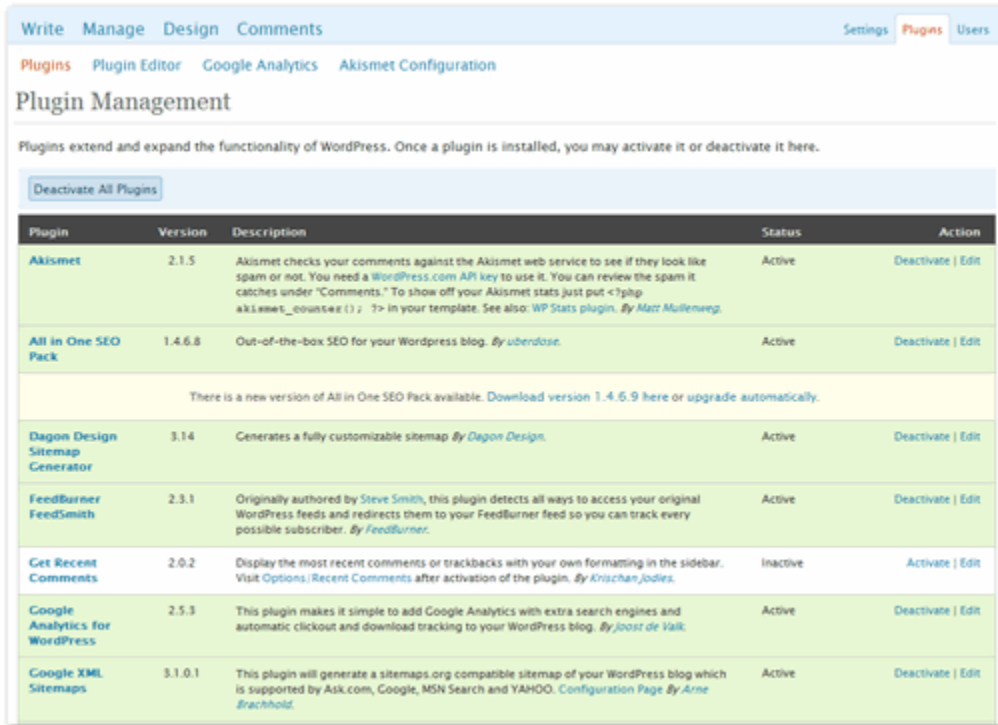 Write Manage Design Comments Settings Plugins Users
Plugins Plugin Editor Google Analytics Akismet Configuration
Plugin Management
Plugins extend and expand the functionality of WordPress. Once a plugin is installed, you may activate it or deactivate it here.
Deactivate All Plugins
Plugin Version Description Status Action
Akismet 2.1.5 Akismet checks your comments against the Akismet web service to see if they look like Active Deactivate | Edit
spam or not. You need a WordPress.com API key to use it. You can review the spam it
catches under "Comments." To show off your Akismet stats just put <?php
akismet_counter(); ?> in your template. See also: WP Stats plugin. By Matt Mullenweg.
All in One SEO 1.4.6.8 Out-of-the-box SEO for your Wordpress blog. By uberdose. Active Deactivate | Edit
Pack
There is a new version of All in One SEO Pack available. Download version 1.4.6.9 here or upgrade automatically.
Dagon Design 3.14 Generates a fully customizable sitemap By Dagon Design. Active Deactivate | Edit
Sitemap
Generator
FeedBurner 2.3.1 Originally authored by Steve Smith, this plugin detects all ways to access your original Active Deactivate | Edit
FeedSmith WordPress feeds and redirects them to your FeedBurner feed so you can track every
possible subscriber. By FeedBurner.
Get Recent 2.0.2 Display the most recent comments or trackbacks with your own formatting in the sidebar. Inactive Activate | Edit
Comments Visit Options/Recent Comments after activation of the plugin. By Krischan Jodies.
Google 2.5.3 This plugin makes it simple to add Google Analytics with extra search engines and Active Deactivate | Edit
Analytics for automatic clickout and download tracking to your WordPress blog. By Joost de Valk.
WordPress
Google XML 3.1.0.1 This plugin will generate a sitemaps.org compatible sitemap of your WordPress blog which Active Deactivate | Edit
Sitemaps is supported by Ask.com, Google, MSN Search and YAHOO. Configuration Page By Arne
Brachhold.